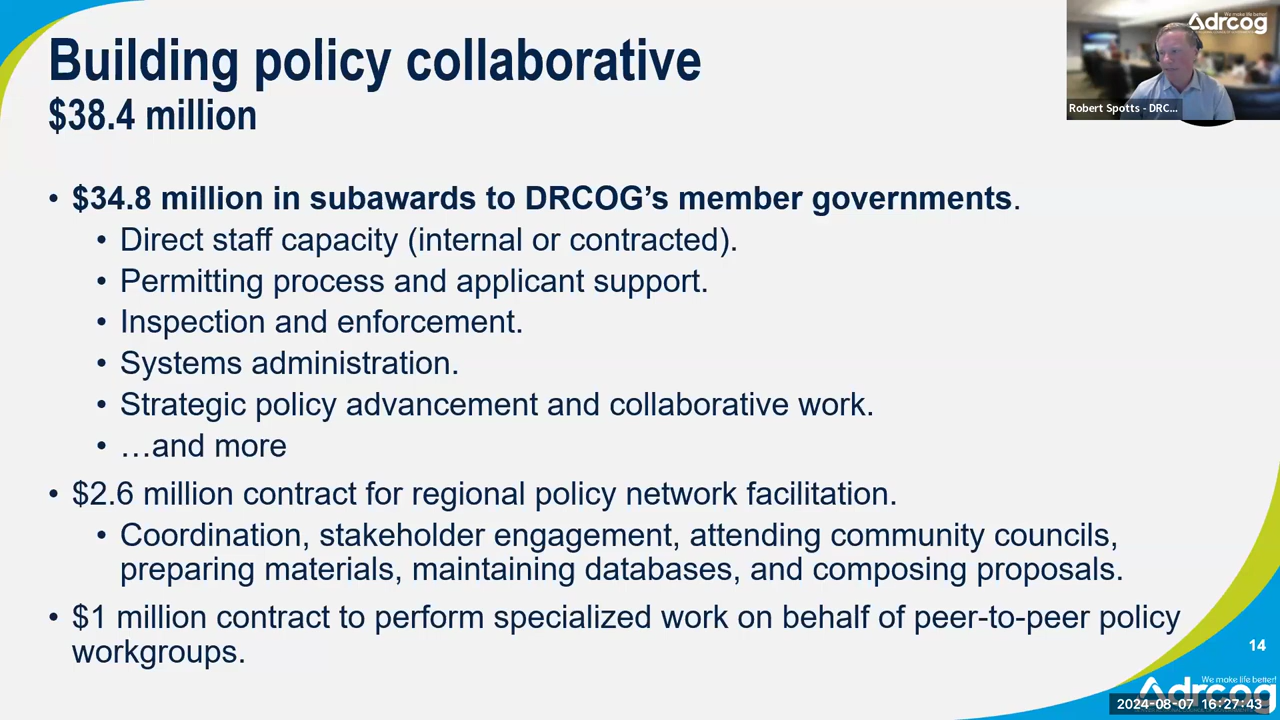 Building policy collaborative
$38.4 million
We make life better!
drcog
Robert Spotts - DRC...
• $34.8 million in subawards to DRCOG’s member governments.
• Direct staff capacity (internal or contracted).
• Permitting process and applicant support.
• Inspection and enforcement.
• Systems administration.
• Strategic policy advancement and collaborative work.
• …and more
• $2.6 million contract for regional policy network facilitation.
• Coordination, stakeholder engagement, attending community councils,
preparing materials, maintaining databases, and composing proposals.
• $1 million contract to perform specialized work on behalf of peer-to-peer policy
workgroups.
14
We make life better!
drcog
2024-08-07 16:27:43